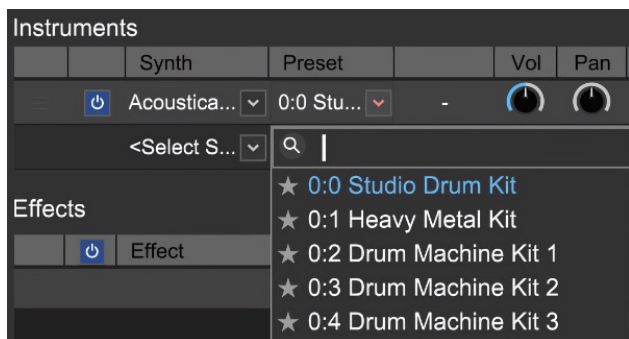 Instruments
Synth Preset Vol Pan
Acoustica... 0:0 Stu... -
<Select S...
0:0 Studio Drum Kit
0:1 Heavy Metal Kit
Effects
0:2 Drum Machine Kit 1
Effect
0:3 Drum Machine Kit 2
0:4 Drum Machine Kit 3